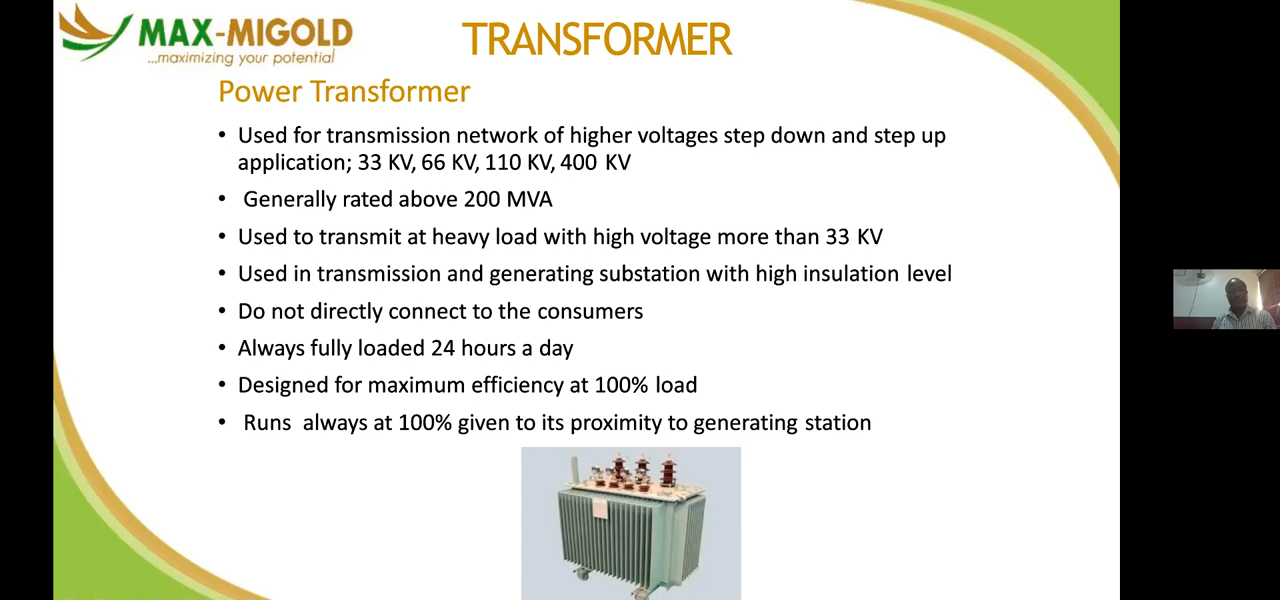 MAX-MIGOLD
...maximizing your potential
TRANSFORMER
Power Transformer
• Used for transmission network of higher voltages step down and step up
application; 33 KV, 66 KV, 110 KV, 400 KV
• Generally rated above 200 MVA
• Used to transmit at heavy load with high voltage more than 33 KV
• Used in transmission and generating substation with high insulation level
• Do not directly connect to the consumers
• Always fully loaded 24 hours a day
• Designed for maximum efficiency at 100% load
• Runs always at 100% given to its proximity to generating station